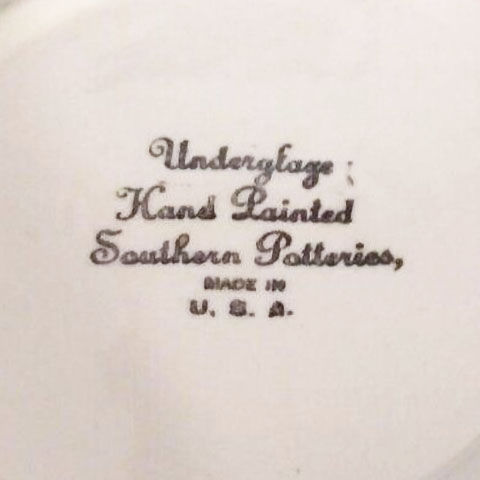 Underglaze
Hand Painted
Southern Potteries,
MADE IN
U. S. A.